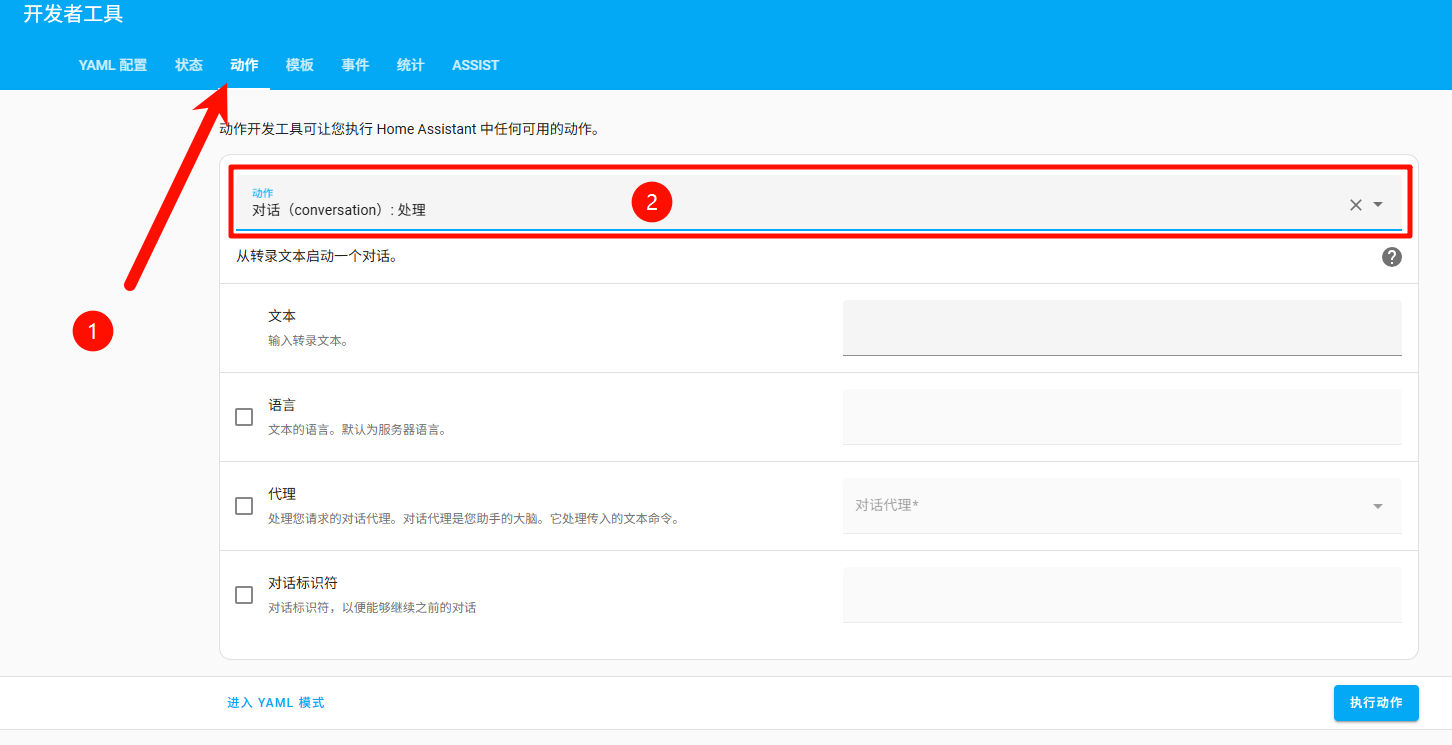 开发者工具
YAML 配置 状态 动作 模板 事件 统计 ASSIST
动作开发工具可让您执行 Home Assistant 中任何可用的动作。
动作
对话（conversation）: 处理
2
从转录文本启动一个对话。
?
文本
输入转录文本。
1
语言
文本的语言。默认为服务器语言。
代理
处理您请求的对话代理。对话代理是您助手的大脑。它处理传入的文本命令。
对话代理*
对话标识符
对话标识符，以便能够继续之前的对话
进入 YAML 模式
执行动作